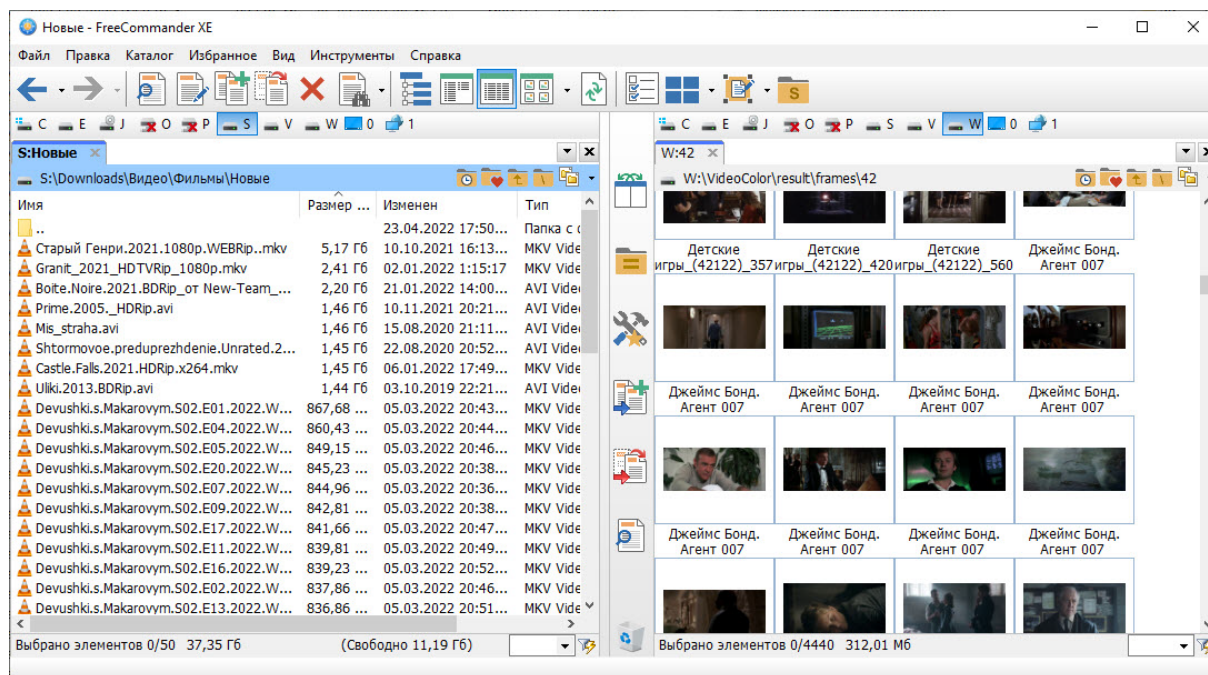 Новые - FreeCommander XE
Файл Правка Каталог Избранное Вид Инструменты Справка
S
C E J O P S V W 0 1
C E J O P S V W 0 1
S:Новые
W:42
S:\Downloads\Видео\Фильмы\Новые
W:\VideoColor\result\frames\42
Имя Размер ... Изменен Тип
.. 23.04.2022 17:50... Папка с
Старый Генри.2021.1080p.WEBRip..mkv 5,17 Гб 10.10.2021 16:13... MKV Vide
Granit_2021_HDTVRip_1080p.mkv 2,41 Гб 02.01.2022 1:15:17 MKV Vide
Boite.Noire.2021.BDRip_от New-Team_... 2,20 Гб 21.01.2022 14:00... AVI Vide
Prime.2005._HDRip.avi 1,46 Гб 10.11.2021 20:21... AVI Vide
Mis_straha.avi 1,46 Гб 15.08.2020 21:11... AVI Vide
Shtormovoe.preduprezhdenie.Unrated.2... 1,45 Гб 22.08.2020 20:52... AVI Vide
Castle.Falls.2021.HDRip.x264.mkv 1,45 Гб 06.01.2022 17:49... MKV Vide
Uliki.2013.BDRip.avi 1,44 Гб 03.10.2019 22:21... AVI Vide
Devushki.s.Makarovym.S02.E01.2022.W... 867,68 ... 05.03.2022 20:43... MKV Vide
Devushki.s.Makarovym.S02.E04.2022.W... 860,43 ... 05.03.2022 20:44... MKV Vide
Devushki.s.Makarovym.S02.E05.2022.W... 849,15 ... 05.03.2022 20:46... MKV Vide
Devushki.s.Makarovym.S02.E20.2022.W... 845,23 ... 05.03.2022 20:38... MKV Vide
Devushki.s.Makarovym.S02.E07.2022.W... 844,96 ... 05.03.2022 20:36... MKV Vide
Devushki.s.Makarovym.S02.E09.2022.W... 842,81 ... 05.03.2022 20:38... MKV Vide
Devushki.s.Makarovym.S02.E17.2022.W... 841,66 ... 05.03.2022 20:47... MKV Vide
Devushki.s.Makarovym.S02.E11.2022.W... 839,81 ... 05.03.2022 20:49... MKV Vide
Devushki.s.Makarovym.S02.E16.2022.W... 839,23 ... 05.03.2022 20:52... MKV Vide
Devushki.s.Makarovym.S02.E02.2022.W... 837,86 ... 05.03.2022 20:46... MKV Vide
Devushki.s.Makarovym.S02.E13.2022.W... 836,86 ... 05.03.2022 20:51... MKV Vide
Выбрано элементов 0/50 37,35 Гб (Свободно 11,19 Гб)
Детские Детские Детские Джеймс Бонд.
игры_(42122)_357 игры_(42122)_420 игры_(42122)_560 Агент 007
Джеймс Бонд. Джеймс Бонд. Джеймс Бонд. Джеймс Бонд.
Агент 007 Агент 007 Агент 007 Агент 007
Джеймс Бонд. Джеймс Бонд. Джеймс Бонд. Джеймс Бонд.
Агент 007 Агент 007 Агент 007 Агент 007
Выбрано элементов 0/4440 312,01 Мб